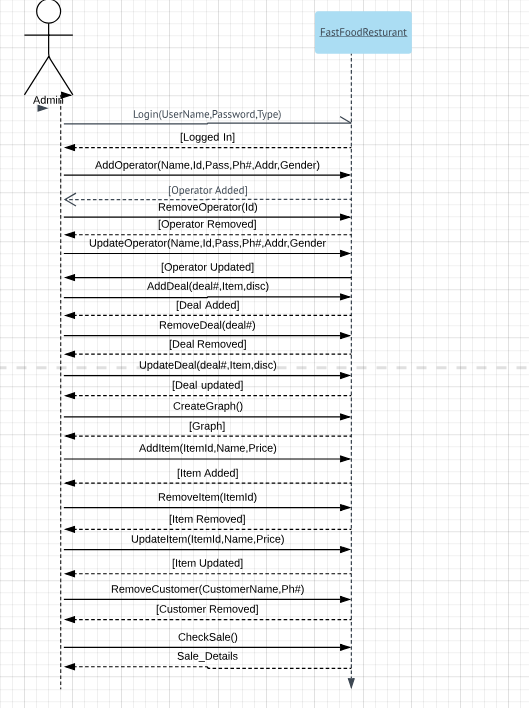 FastFoodResturant
Admin
Login(UserName,Password,Type)
[Logged In]
AddOperator(Name,Id,Pass,Ph#,Addr,Gender)
[Operator Added]
RemoveOperator(Id)
[Operator Removed]
UpdateOperator(Name,Id,Pass,Ph#,Addr,Gender
[Operator Updated]
AddDeal(deal#,Item,disc)
[Deal Added]
RemoveDeal(deal#)
[Deal Removed]
UpdateDeal(deal#,Item,disc)
[Deal updated]
CreateGraph()
[Graph]
AddItem(ItemId,Name,Price)
[Item Added]
RemoveItem(ItemId)
[Item Removed]
UpdateItem(ItemId,Name,Price)
[Item Updated]
RemoveCustomer(CustomerName,Ph#)
[Customer Removed]
CheckSale()
Sale_Details